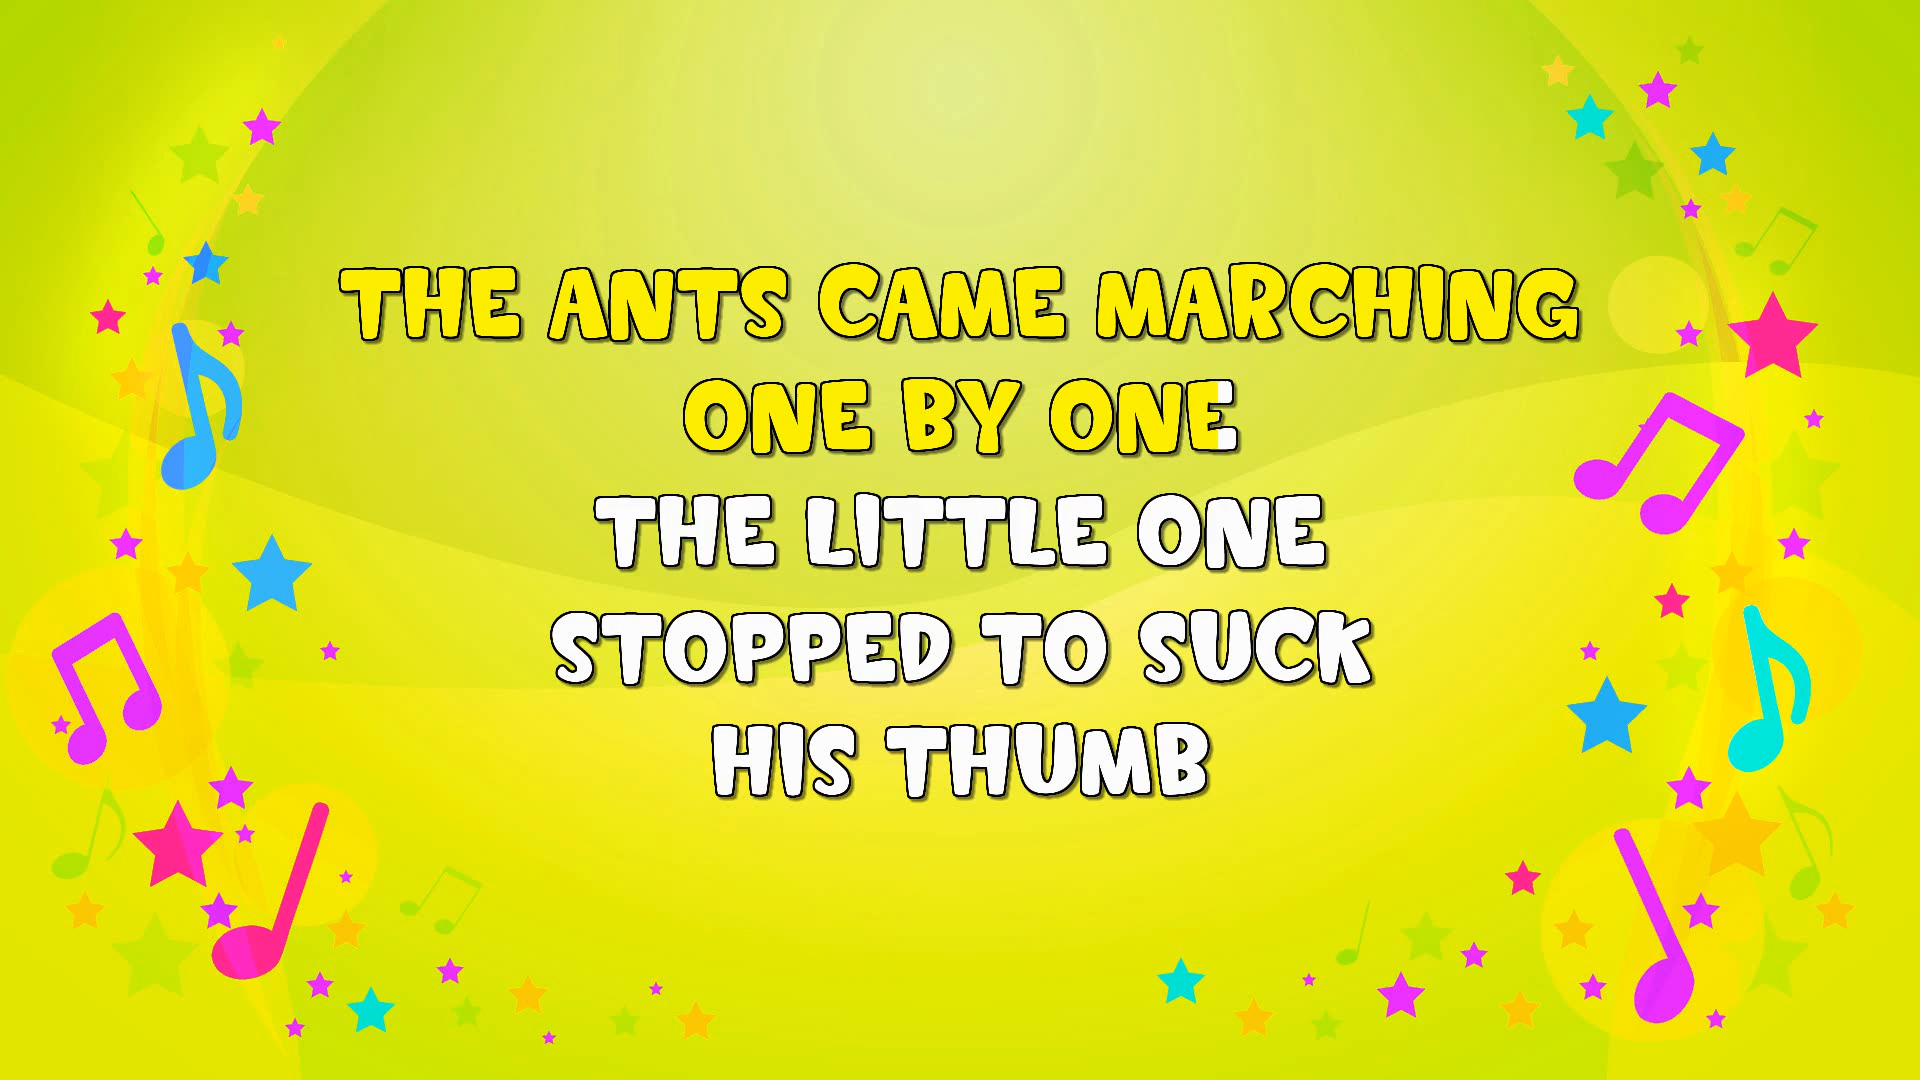 THE ANTS CAME MARCHING
ONE BY ONE
THE LITTLE ONE
STOPPED TO SUCK
HIS THUMB